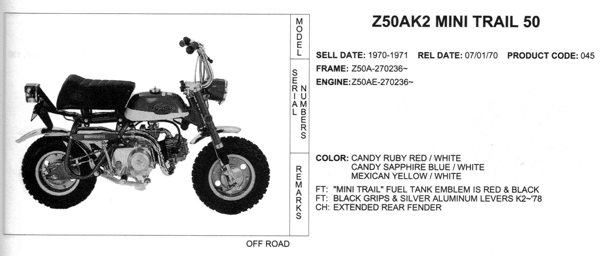 Z50AK2 MINI TRAIL 50
MODEL
SELL DATE: 1970-1971 REL DATE: 07/01/70 PRODUCT CODE: 045
FRAME: Z50A-270236~
ENGINE:Z50AE-270236~
SERIAL NUMBERS
COLOR: CANDY RUBY RED / WHITE
CANDY SAPPHIRE BLUE / WHITE
MEXICAN YELLOW / WHITE
REMARKS
FT: "MINI TRAIL" FUEL TANK EMBLEM IS RED & BLACK
FT: BLACK GRIPS & SILVER ALUMINUM LEVERS K2~'78
CH: EXTENDED REAR FENDER
OFF ROAD